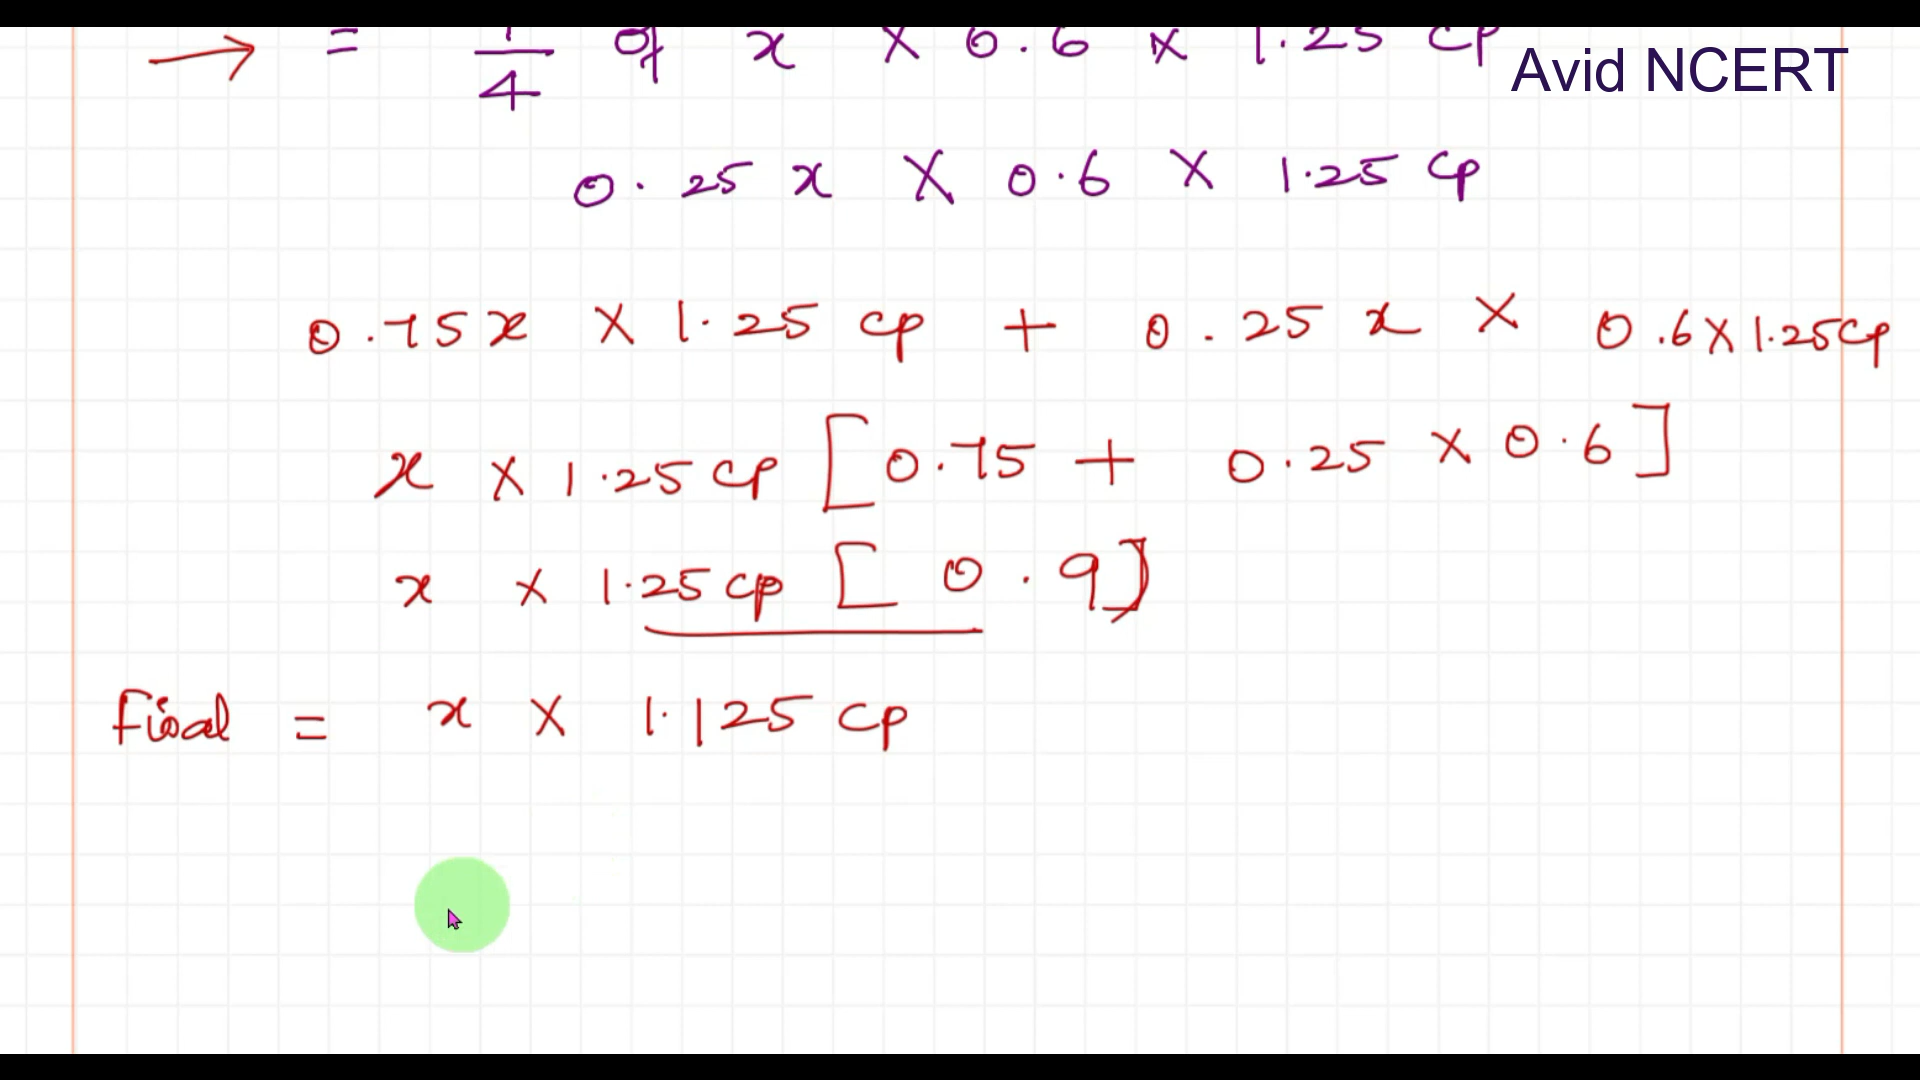 = 1/4 of x × 0.6 × 1.25 CP
Avid NCERT
0.25 x × 0.6 × 1.25 CP
0.75x × 1.25 CP + 0.25 x × 0.6 × 1.25 CP
x × 1.25 CP [0.75 + 0.25 × 0.6]
x × 1.25 CP [0.9]
Final = x × 1.125 CP